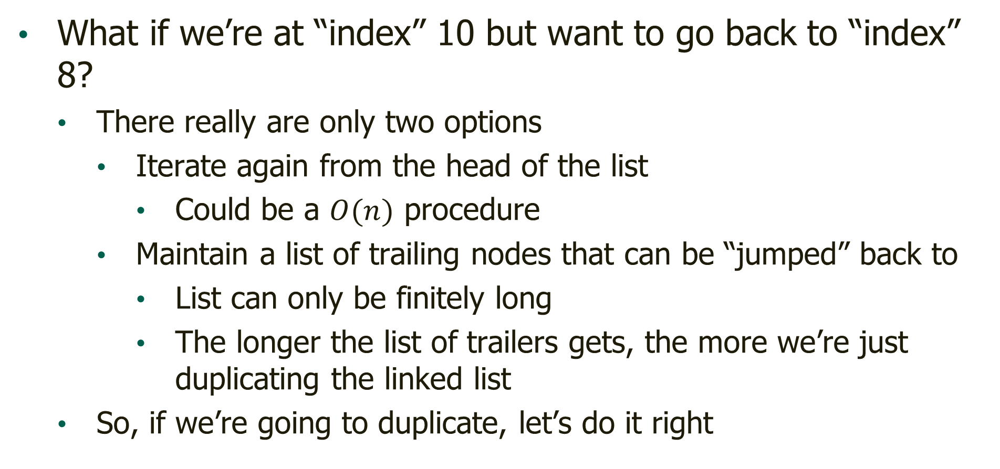 • What if we’re at “index” 10 but want to go back to “index”
8?
• There really are only two options
• Iterate again from the head of the list
• Could be a O(n) procedure
• Maintain a list of trailing nodes that can be “jumped” back to
• List can only be finitely long
• The longer the list of trailers gets, the more we’re just
duplicating the linked list
• So, if we’re going to duplicate, let’s do it right